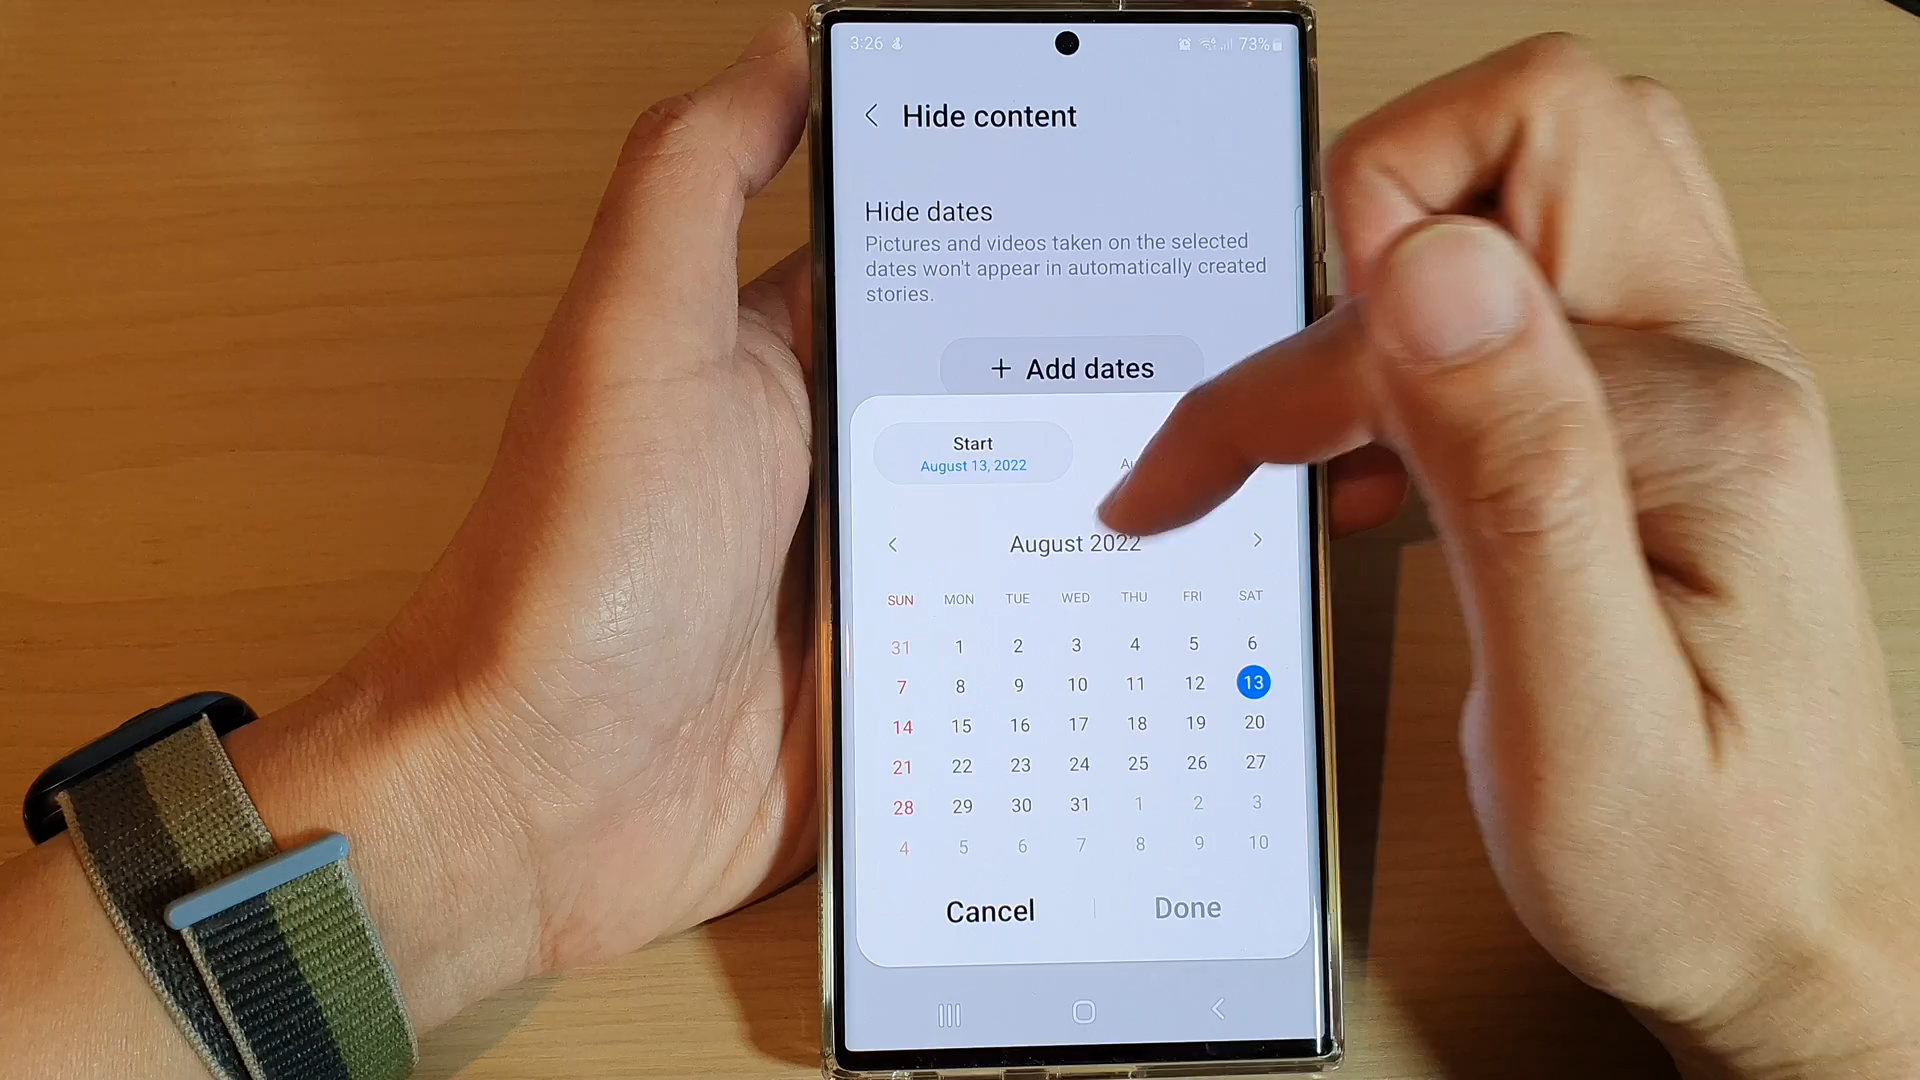 3:26 73%
Hide content
Hide dates
Pictures and videos taken on the selected
dates won't appear in automatically created
stories.
+ Add dates
Start
August 13, 2022
August 2022
SUN MON TUE WED THU FRI SAT
31 1 2 3 4 5 6
7 8 9 10 11 12 13
14 15 16 17 18 19 20
21 22 23 24 25 26 27
28 29 30 31 1 2 3
4 5 6 7 8 9 10
Cancel Done